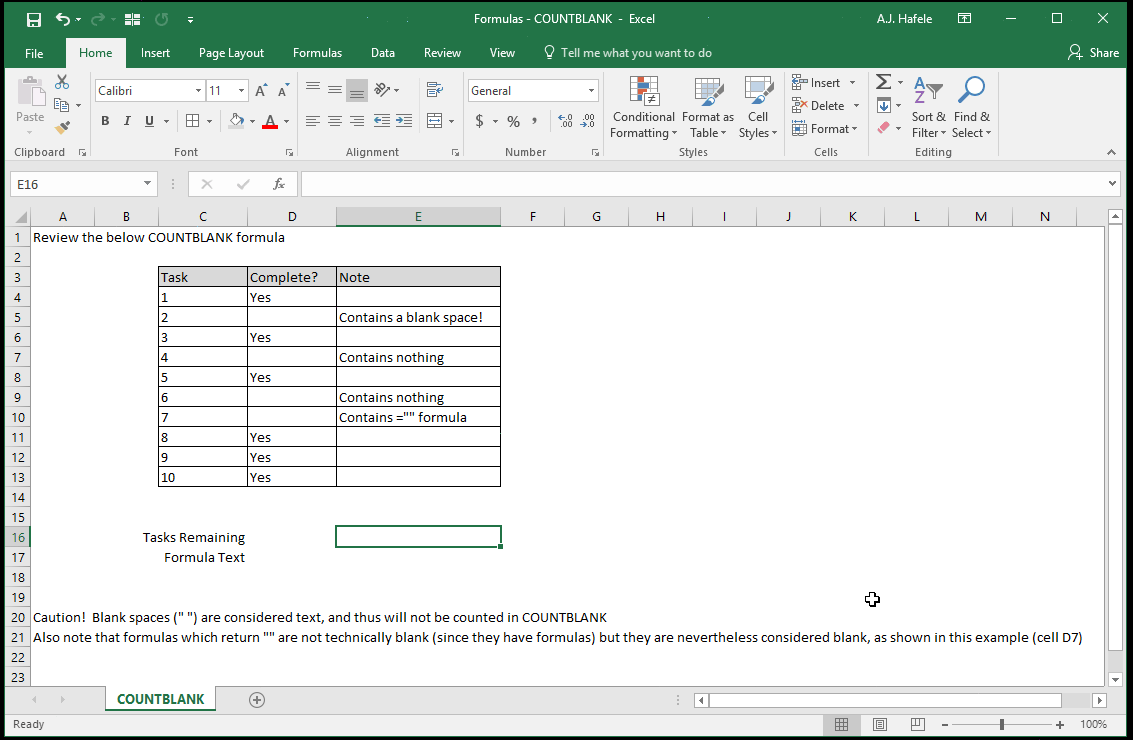 Formulas - COUNTBLANK - Excel
A.J. Hafele
File Home Insert Page Layout Formulas Data Review View Tell me what you want to do Share
Paste
Calibri 11
B I U A
General
$ % ,
Conditional Formatting
Format as Table
Cell Styles
Insert
Delete
Format
Sort & Filter
Find & Select
Clipboard Font Alignment Number Styles Cells Editing
E16 fx
A B C D E F G H I J K L M N
1 Review the below COUNTBLANK formula
2
3 Task Complete? Note
4 1 Yes
5 2 Contains a blank space!
6 3 Yes
7 4 Contains nothing
8 5 Yes
9 6 Contains nothing
10 7 Contains ="" formula
11 8 Yes
12 9 Yes
13 10 Yes
14
15
16 Tasks Remaining
17 Formula Text
18
19
20 Caution! Blank spaces (" ") are considered text, and thus will not be counted in COUNTBLANK
21 Also note that formulas which return "" are not technically blank (since they have formulas) but they are nevertheless considered blank, as shown in this example (cell D7)
22
23
COUNTBLANK
Ready 100%